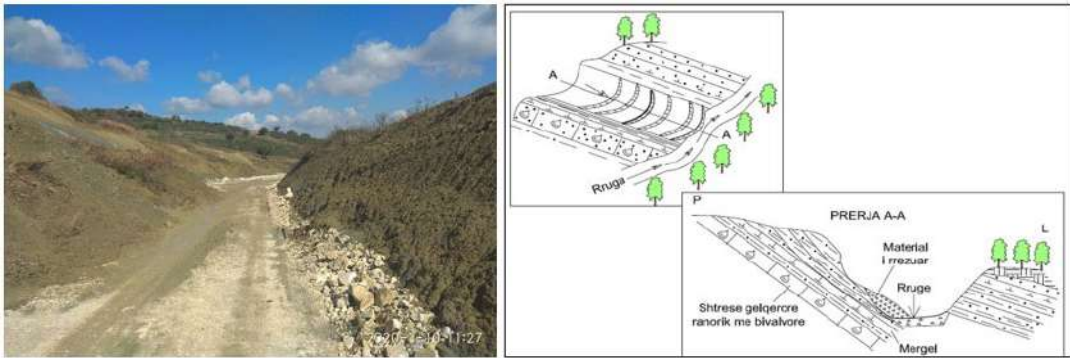 A
A
Rruga
P
PRERJA A-A
L
Material
i rrezuar
Rruge
Shtrese gelqerore
ranorik me bivalvore
Mergel